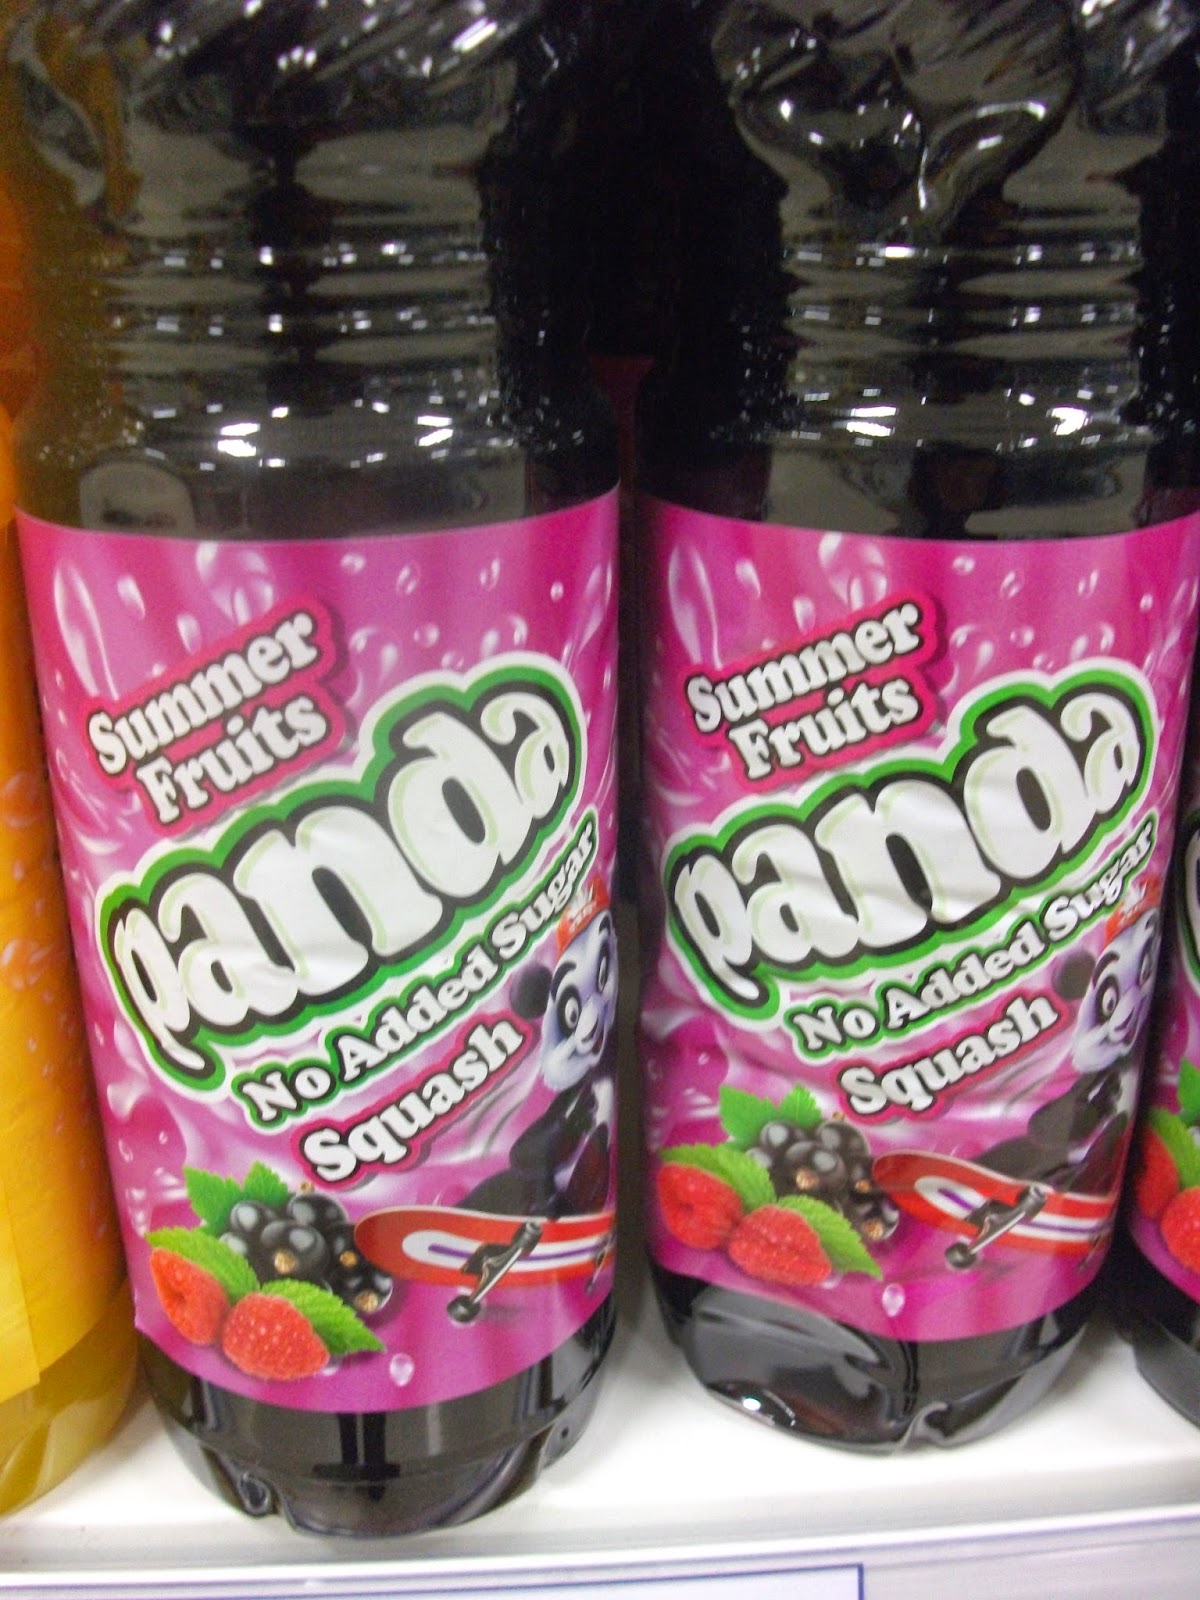 Summer
Fruits
panda
No Added Sugar
Squash
Summer
Fruits
panda
No Added Sugar
Squash